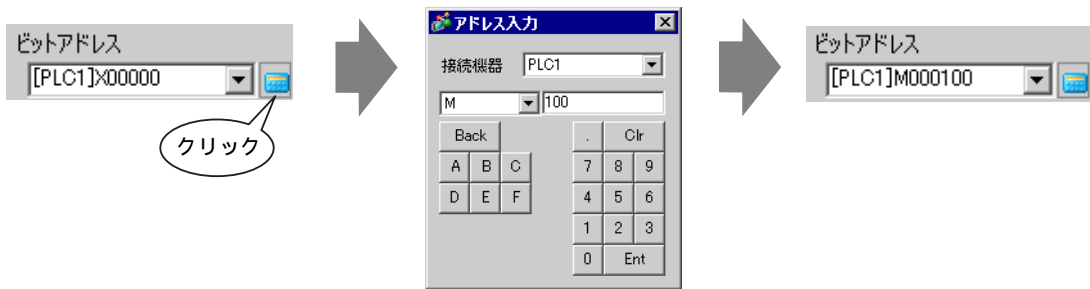 ビットアドレス
[PLC1]X00000
クリック
アドレス入力
接続機器 PLC1
M 100
Back . Clr
A B C 7 8 9
D E F 4 5 6
1 2 3
0 Ent
ビットアドレス
[PLC1]M000100